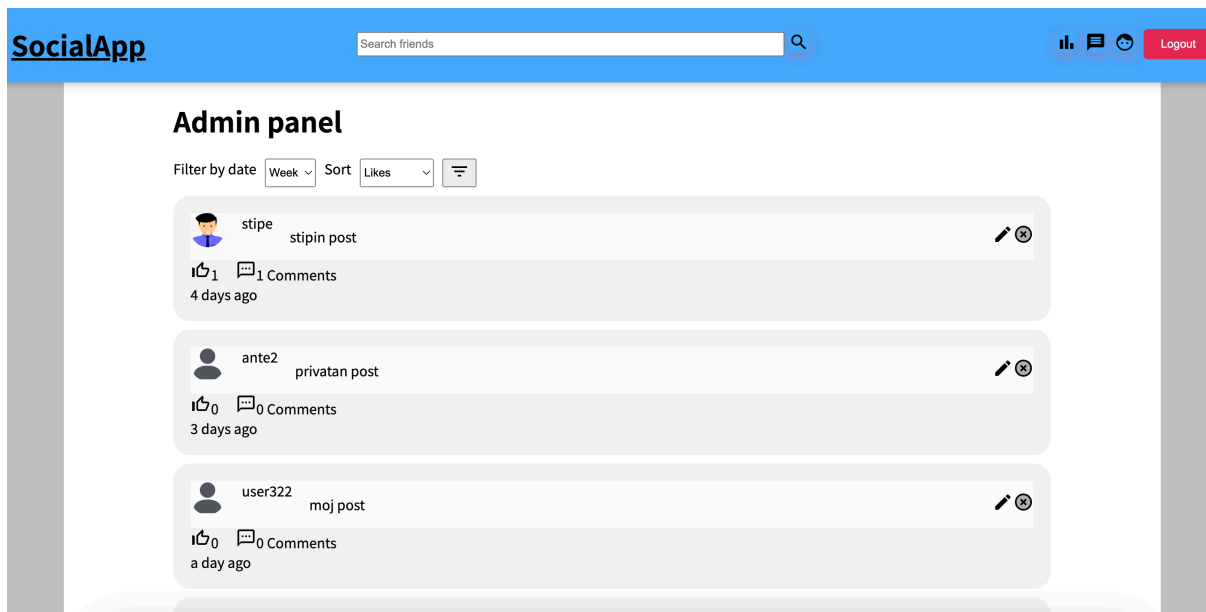 SocialApp
Search friends
Logout
Admin panel
Filter by date Week Sort Likes
stipe
stipin post
1 1 Comments
4 days ago
ante2
privatan post
0 0 Comments
3 days ago
user322
moj post
0 0 Comments
a day ago